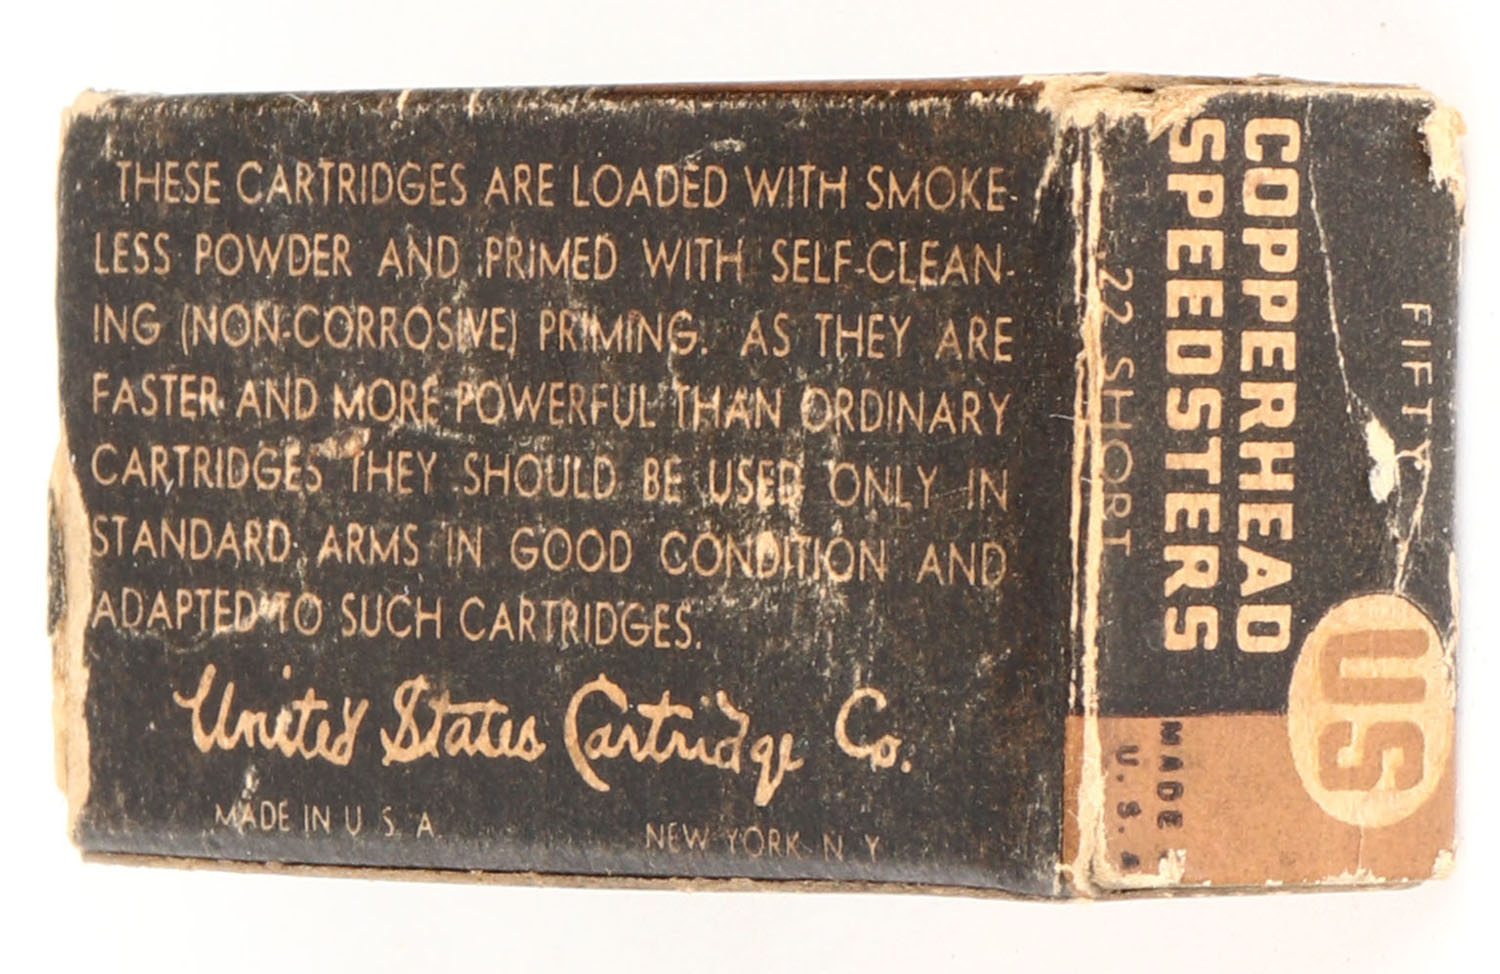 THESE CARTRIDGES ARE LOADED WITH SMOKE-
LESS POWDER AND PRIMED WITH SELF-CLEAN-
ING (NON-CORROSIVE) PRIMING. AS THEY ARE
FASTER AND MORE POWERFUL THAN ORDINARY
CARTRIDGES THEY SHOULD BE USED ONLY IN
STANDARD ARMS IN GOOD CONDITION AND
ADAPTED TO SUCH CARTRIDGES.
United States Cartridge Co.
MADE IN U. S. A.
NEW YORK N Y
FIFTY
COPPERHEAD
SPEEDSTERS
.22 SHORT
US
MADE
U. S. A